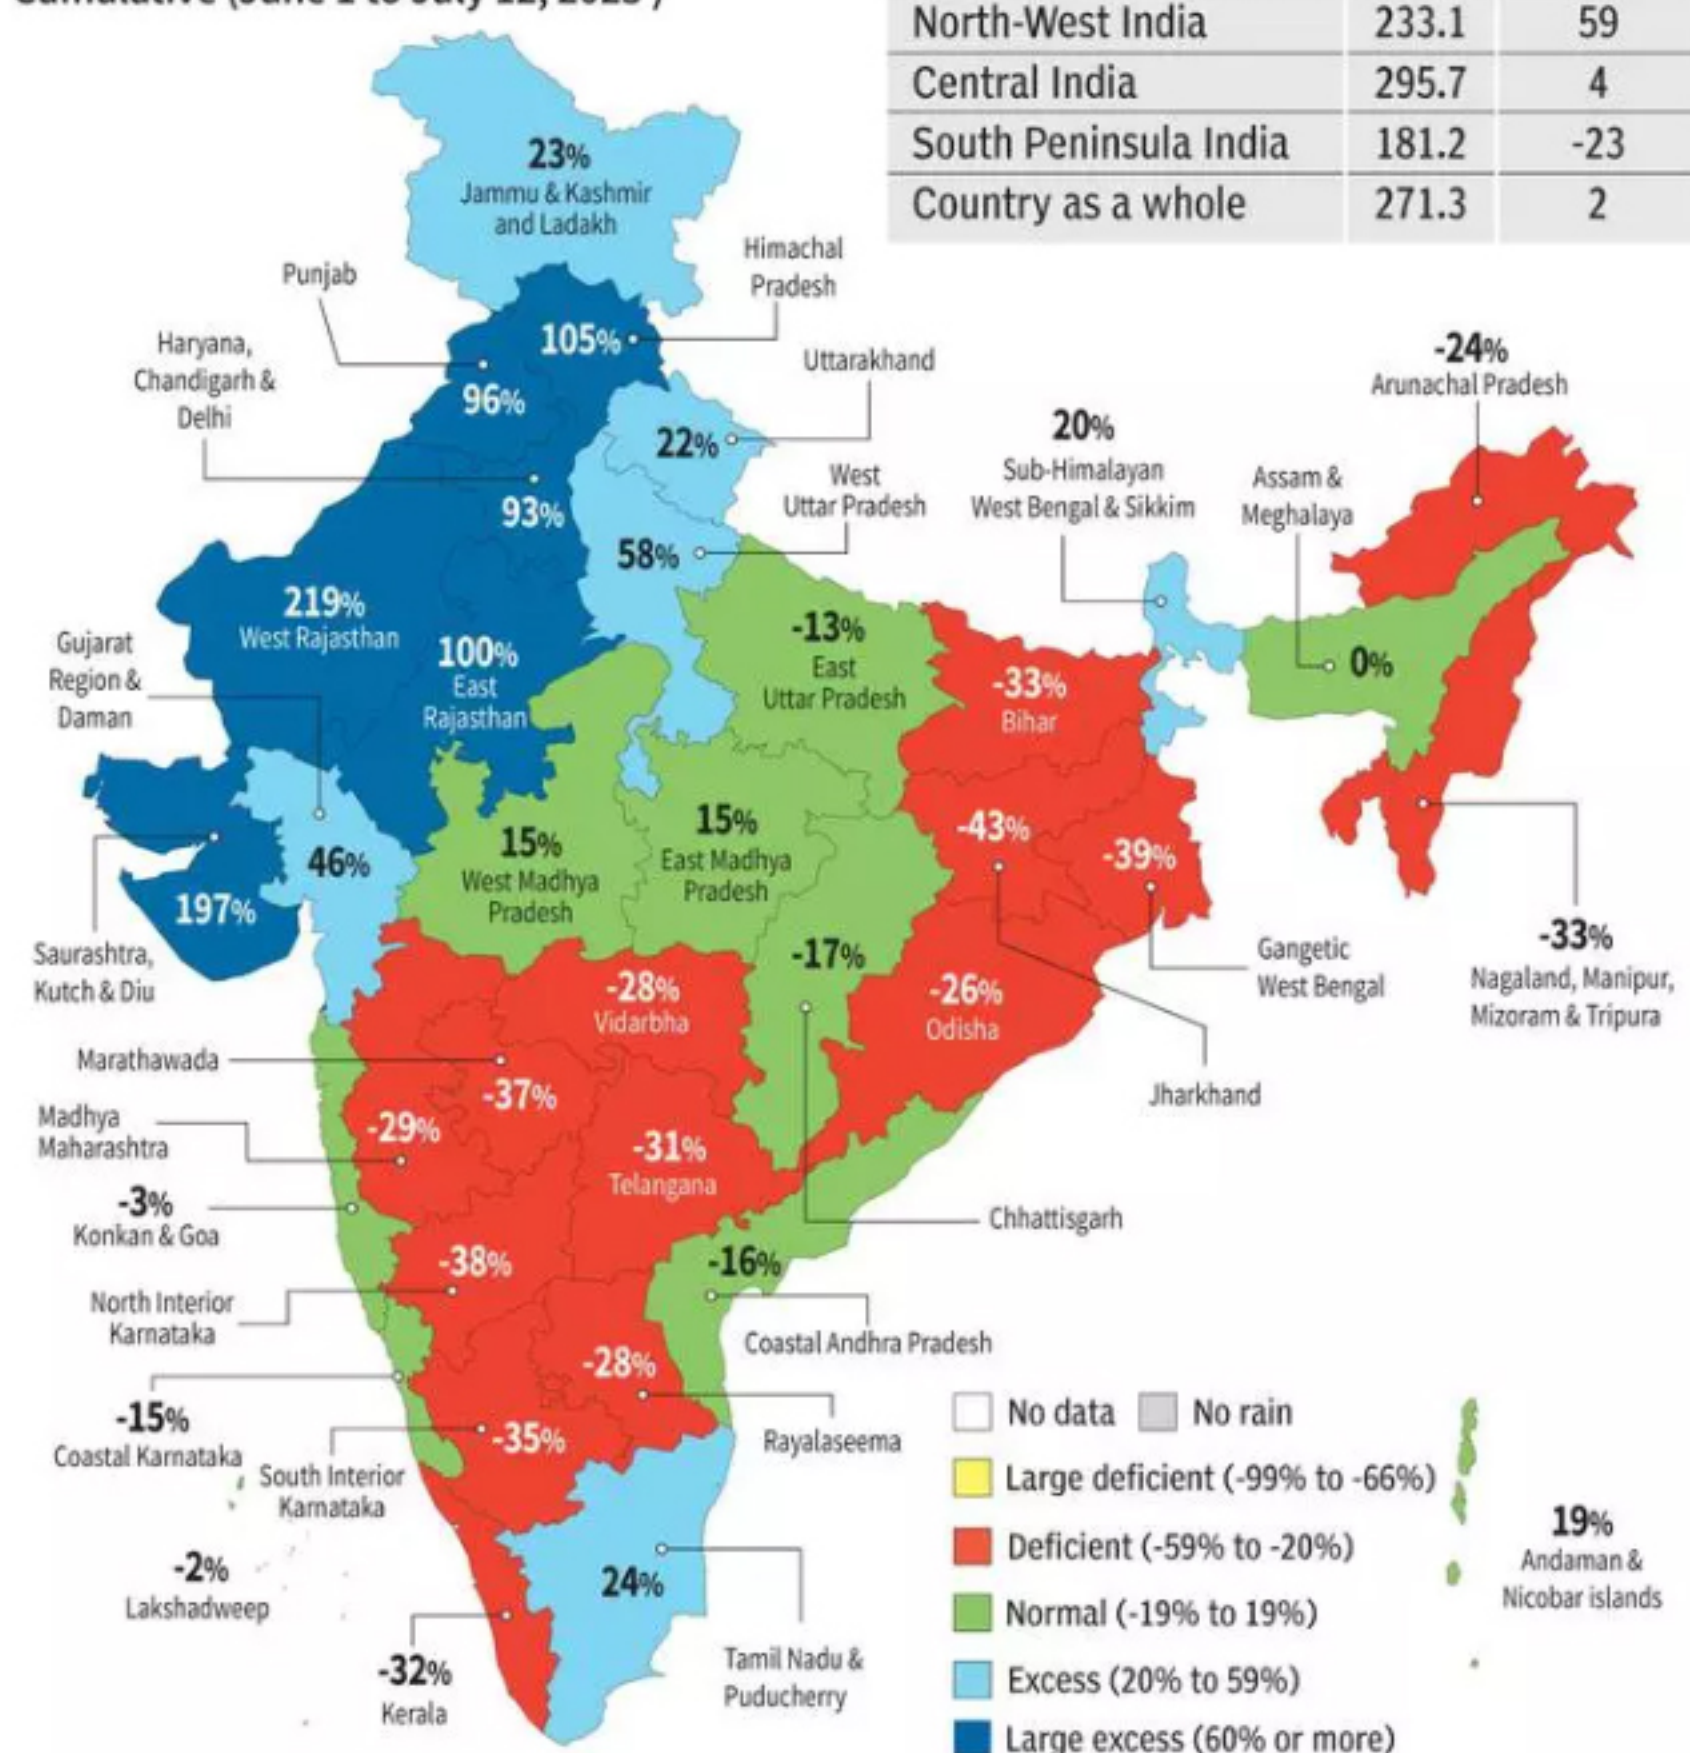 Cumulative (June 1 to July 12, 2023*)
North-West India 233.1 59
Central India 295.7 4
South Peninsula India 181.2 -23
Country as a whole 271.3 2
23%
Jammu & Kashmir
and Ladakh
Himachal
Pradesh
Punjab
105%
Haryana,
Chandigarh &
Delhi
96%
Uttarakhand
22%
-24%
Arunachal Pradesh
20%
Sub-Himalayan
West Bengal & Sikkim
West
Uttar Pradesh
Assam &
Meghalaya
93%
58%
219%
West Rajasthan
100%
East
Rajasthan
Gujarat
Region &
Daman
-13%
East
Uttar Pradesh
-33%
Bihar
0%
15%
West Madhya
Pradesh
15%
East Madhya
Pradesh
-43%
-39%
46%
197%
Saurashtra,
Kutch & Diu
-17%
Gangetic
West Bengal
-33%
Nagaland, Manipur,
Mizoram & Tripura
-28%
Vidarbha
-26%
Odisha
Marathawada
-37%
Jharkhand
Madhya
Maharashtra
-29%
-31%
Telangana
-3%
Konkan & Goa
Chhattisgarh
-38%
-16%
North Interior
Karnataka
Coastal Andhra Pradesh
-28%
-15%
Coastal Karnataka
Rayalaseema
-35%
South Interior
Karnataka
-2%
Lakshadweep
24%
-32%
Kerala
Tamil Nadu &
Puducherry
No data No rain
Large deficient (-99% to -66%)
Deficient (-59% to -20%)
Normal (-19% to 19%)
Excess (20% to 59%)
Large excess (60% or more)
19%
Andaman &
Nicobar islands